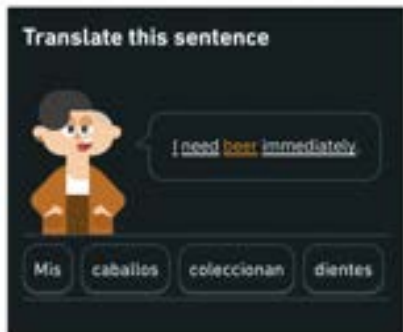 Translate this sentence
I need beer immediately.
Mis caballos coleccionan dientes